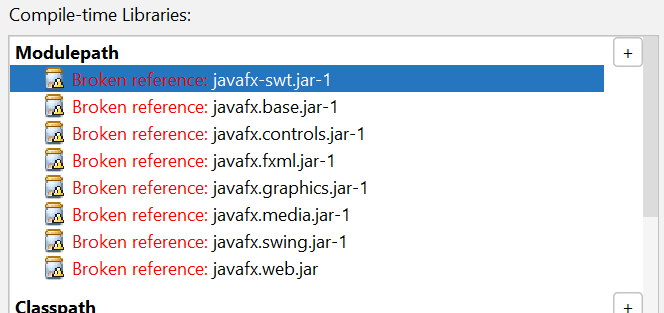 Compile-time Libraries:
Modulepath
+
Broken reference: javafx-swt.jar-1
Broken reference: javafx.base.jar-1
Broken reference: javafx.controls.jar-1
Broken reference: javafx.fxml.jar-1
Broken reference: javafx.graphics.jar-1
Broken reference: javafx.media.jar-1
Broken reference: javafx.swing.jar-1
Broken reference: javafx.web.jar
Classpath
+